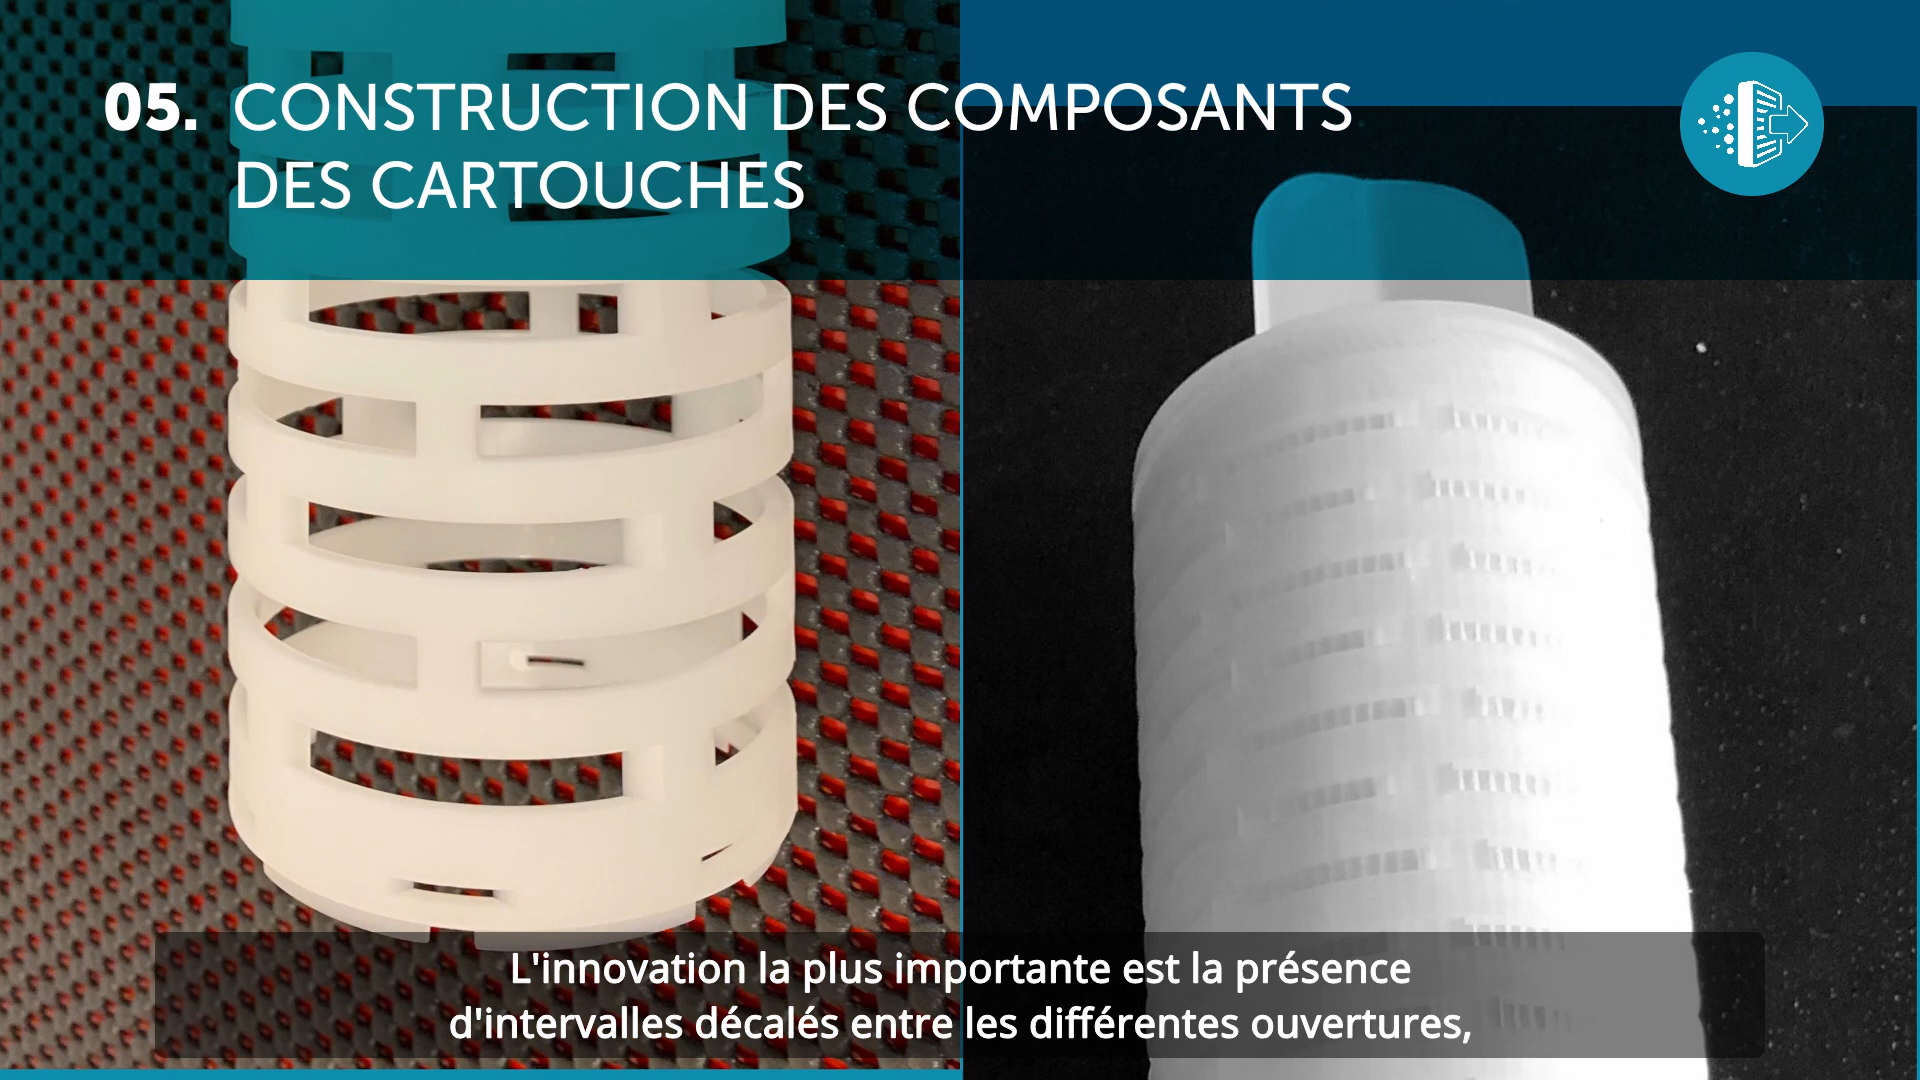 05. CONSTRUCTION DES COMPOSANTS
DES CARTOUCHES
L'innovation la plus importante est la présence
d'intervalles décalés entre les différentes ouvertures,